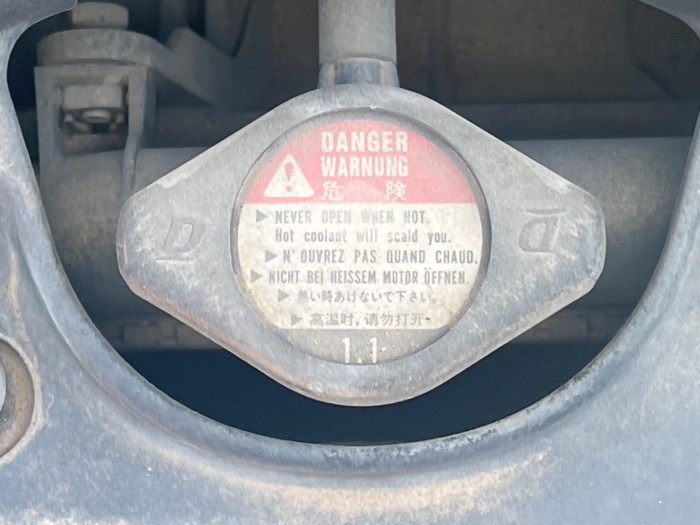 DANGER
WARNUNG
危険
▶ NEVER OPEN WHEN HOT.
Hot coolant will scald you.
▶ N'OUVREZ PAS QUAND CHAUD.
▶ NICHT BEI HEISSEM MOTOR ÖFFNEN.
▶ 熱い時あけないで下さい。
▶ 高温时,请勿打开
1.1